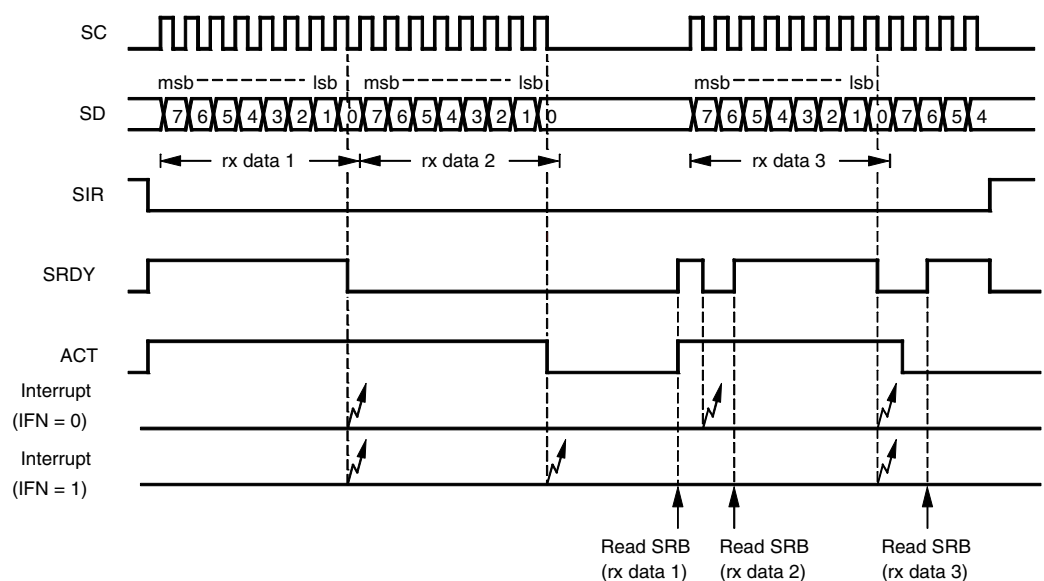 SC
msb lsb msb lsb msb lsb
SD 7 6 5 4 3 2 1 0 7 6 5 4 3 2 1 0 7 6 5 4 3 2 1 0 7 6 5 4
rx data 1 rx data 2 rx data 3
SIR
SRDY
ACT
Interrupt
(IFN = 0)
Interrupt
(IFN = 1)
Read SRB Read SRB Read SRB
(rx data 1) (rx data 2) (rx data 3)